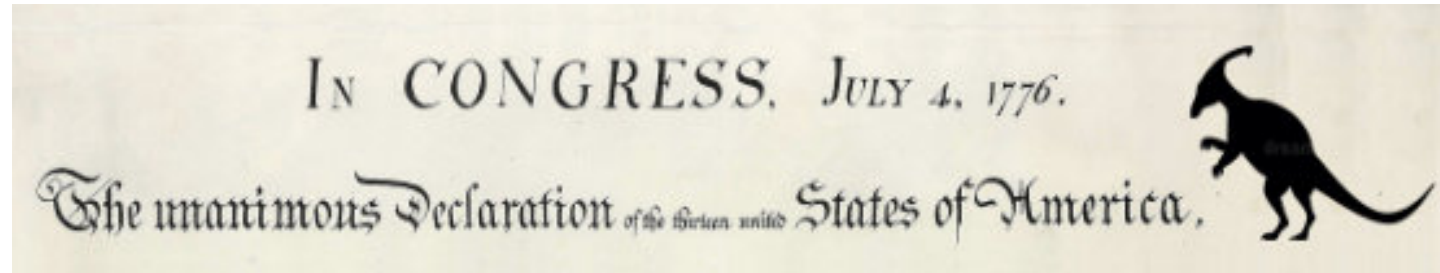 In CONGRESS. July 4, 1776.
The unanimous Declaration of the thirteen united States of America,